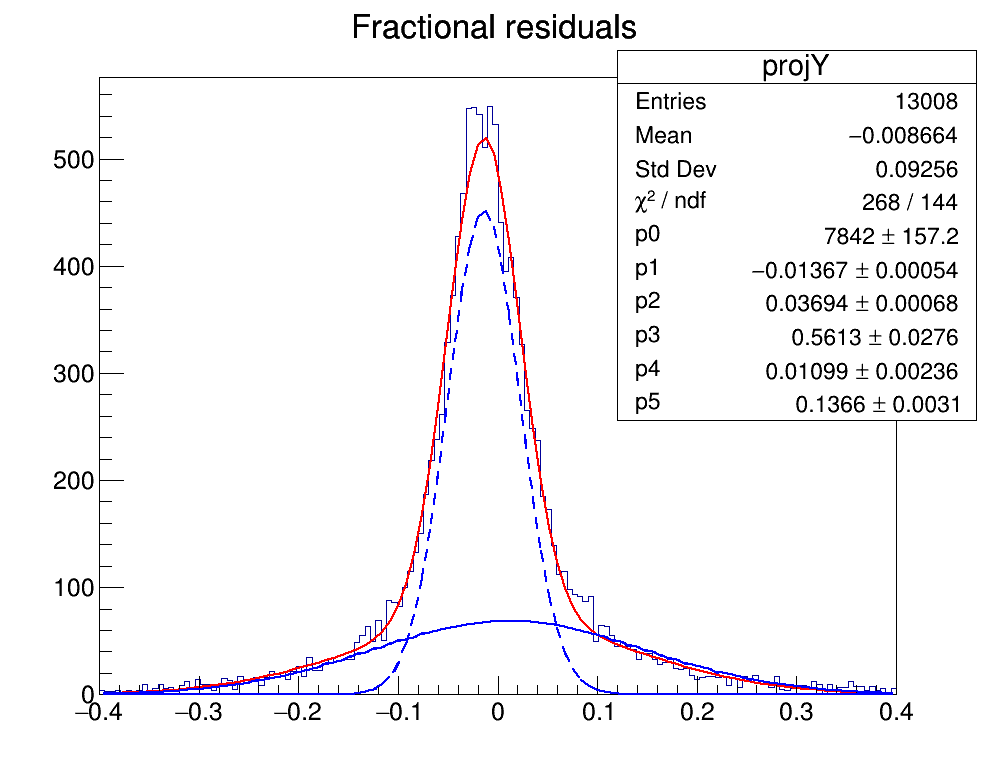 Fractional residuals
projY
Entries 13008
Mean −0.008664
Std Dev 0.09256
χ² / ndf 268 / 144
p0 7842 ± 157.2
p1 −0.01367 ± 0.00054
p2 0.03694 ± 0.00068
p3 0.5613 ± 0.0276
p4 0.01099 ± 0.00236
p5 0.1366 ± 0.0031
500
400
300
200
100
0
−0.4 −0.3 −0.2 −0.1 0 0.1 0.2 0.3 0.4